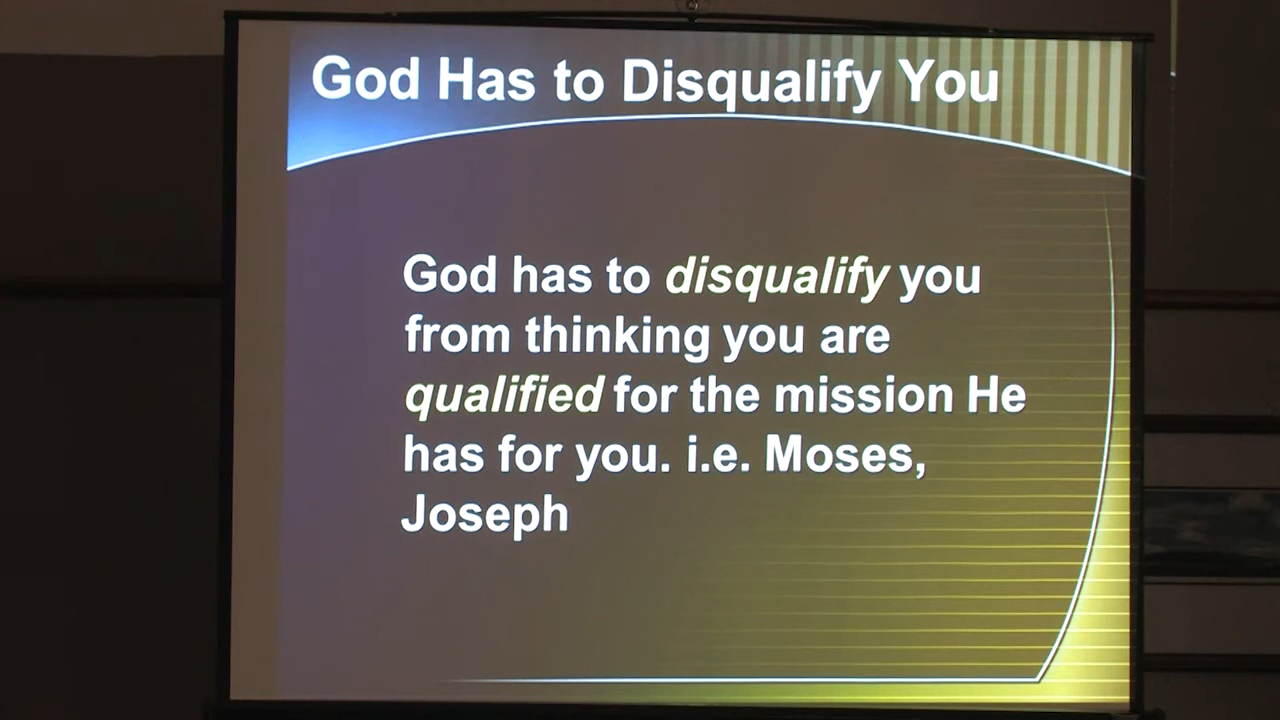 God Has to Disqualify You
God has to disqualify you
from thinking you are
qualified for the mission He
has for you. i.e. Moses,
Joseph